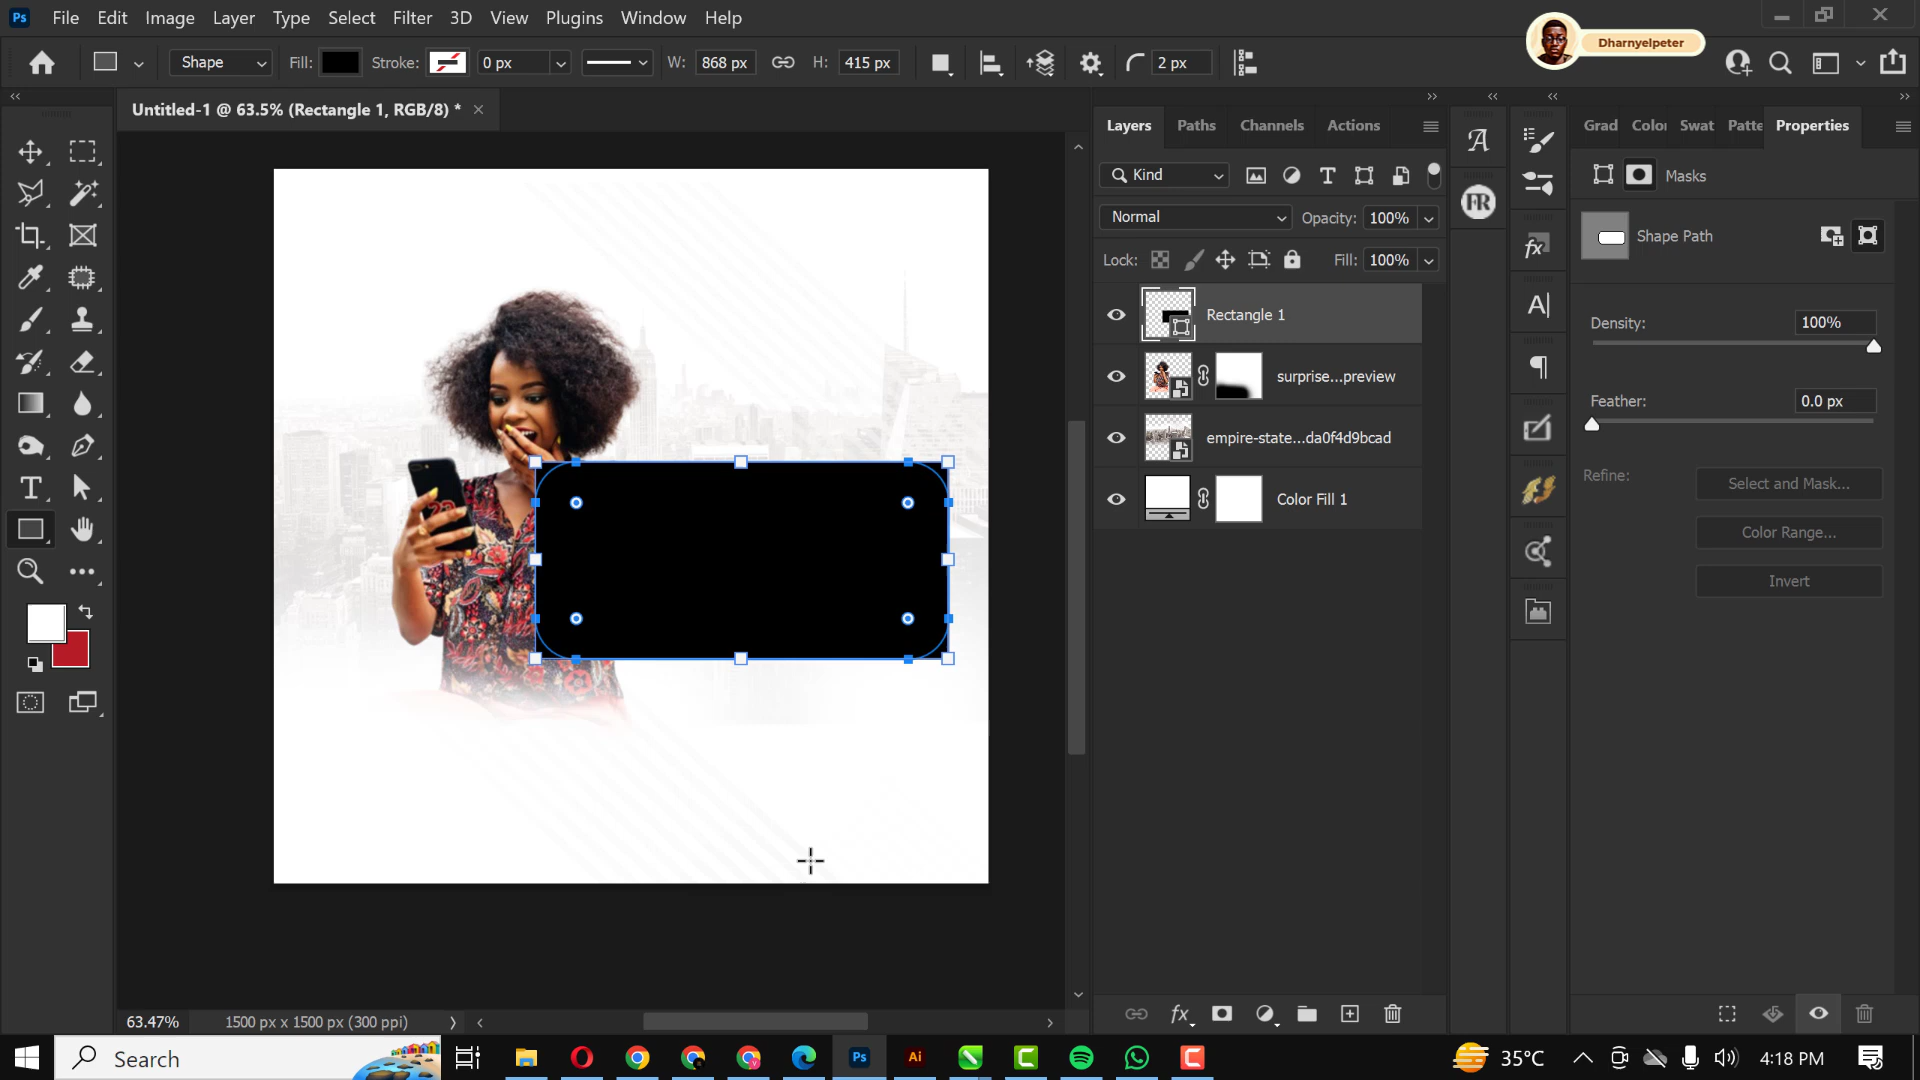 Ps File Edit Image Layer Type Select Filter 3D View Plugins Window Help
Dharnyelpeter
Shape Fill: Stroke: 0 px W: 868 px H: 415 px 2 px
Untitled-1 @ 63.5% (Rectangle 1, RGB/8) *
Layers Paths Channels Actions
Grad Color Swat Patte Properties
Kind
Masks
Normal Opacity: 100%
Shape Path
Lock: Fill: 100%
Rectangle 1
Density: 100%
surprise...preview
Feather: 0.0 px
empire-state...da0f4d9bcad
Refine: Select and Mask...
Color Fill 1
Color Range...
Invert
63.47% 1500 px x 1500 px (300 ppi)
Search
Ps Ai
35°C 4:18 PM